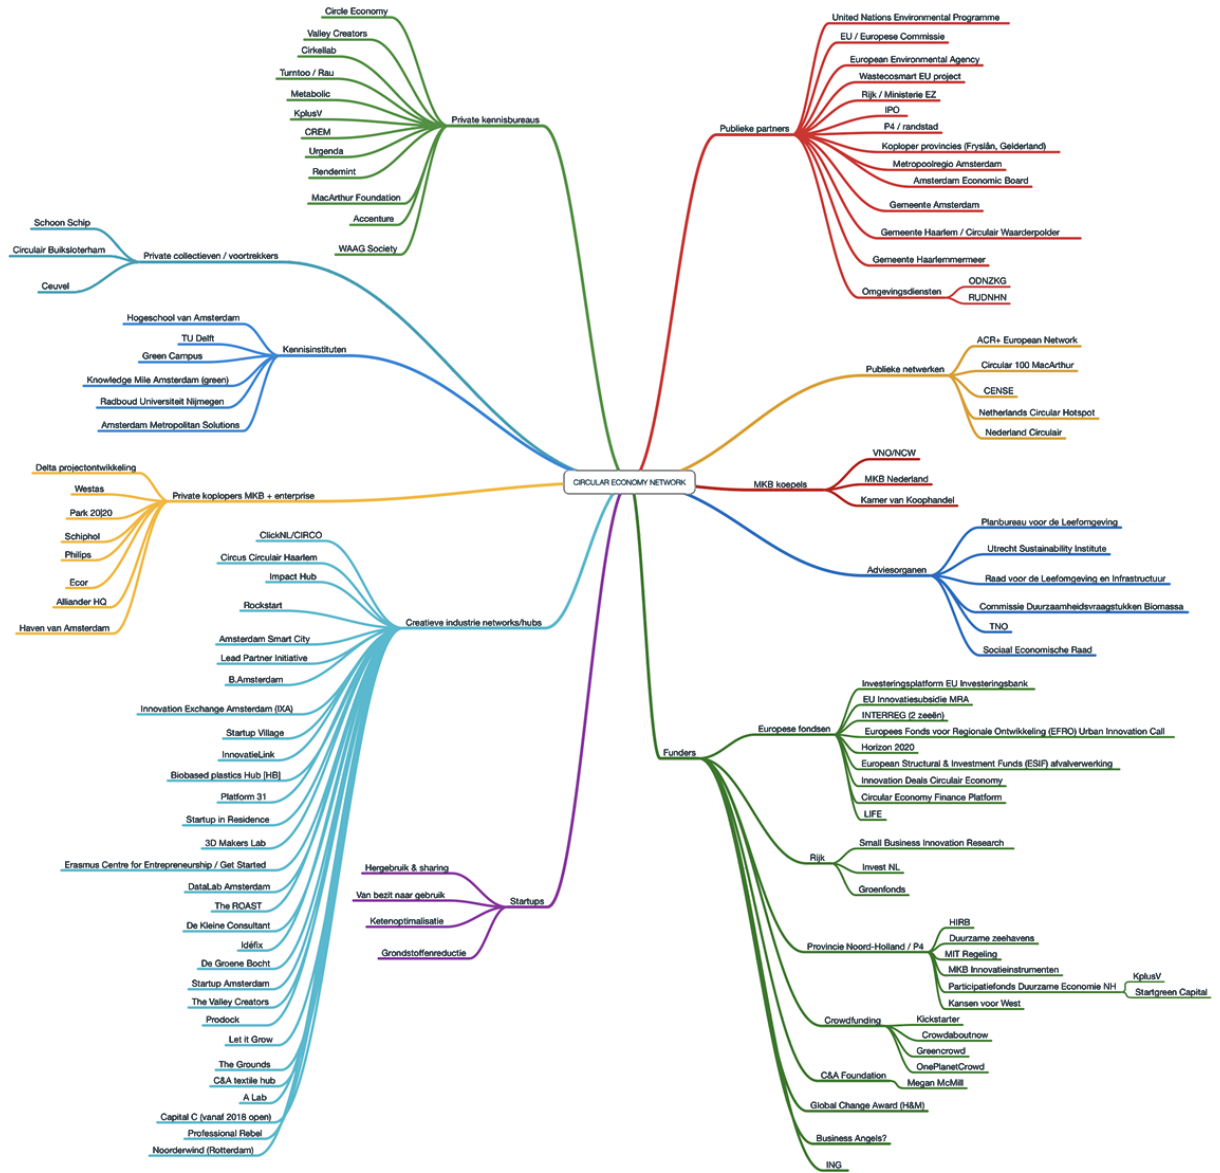 CIRCULAR ECONOMY NETWORK
Private kennisbureaus
Circle Economy
Valley Creators
Cirkellab
Turntoo / Rau
Metabolic
KplusV
CREM
Urgenda
Rendemint
MacArthur Foundation
Accenture
WAAG Society
Private collectieven / voortrekkers
Schoon Schip
Circulair Buiksloterham
Ceuvel
Kennisinstituten
Hogeschool van Amsterdam
TU Delft
Green Campus
Knowledge Mile Amsterdam (green)
Radboud Universiteit Nijmegen
Amsterdam Metropolitan Solutions
Private koplopers MKB + enterprise
Delta projectontwikkeling
Westas
Park 20|20
Schiphol
Philips
Ecor
Alliander HQ
Haven van Amsterdam
Creatieve industrie networks/hubs
ClickNL/CIRCO
Circus Circulair Haarlem
Impact Hub
Rockstart
Amsterdam Smart City
Lead Partner Initiative
B.Amsterdam
Innovation Exchange Amsterdam (IXA)
Startup Village
InnovatieLink
Biobased plastics Hub [HB]
Platform 31
Startup in Residence
3D Makers Lab
Erasmus Centre for Entrepreneurship / Get Started
DataLab Amsterdam
The ROAST
De Kleine Consultant
Idéfix
De Groene Bocht
Startup Amsterdam
The Valley Creators
Prodock
Let it Grow
The Grounds
C&A textile hub
A Lab
Capital C (vanaf 2018 open)
Professional Rebel
Noorderwind (Rotterdam)
Startups
Hergebruik & sharing
Van bezit naar gebruik
Ketenoptimalisatie
Grondstoffenreductie
Publieke partners
United Nations Environmental Programme
EU / Europese Commissie
European Environmental Agency
Wastecosmart EU project
Rijk / Ministerie EZ
IPO
P4 / randstad
Koploper provincies (Fryslân, Gelderland)
Metropoolregio Amsterdam
Amsterdam Economic Board
Gemeente Amsterdam
Gemeente Haarlem / Circulair Waarderpolder
Gemeente Haarlemmermeer
Omgevingsdiensten
ODNZKG
RUDNHN
Publieke netwerken
ACR+ European Network
Circular 100 MacArthur
CENSE
Netherlands Circular Hotspot
Nederland Circulair
MKB koepels
VNO/NCW
MKB Nederland
Kamer van Koophandel
Adviesorganen
Planbureau voor de Leefomgeving
Utrecht Sustainability Institute
Raad voor de Leefomgeving en Infrastructuur
Commissie Duurzaamheidsvraagstukken Biomassa
TNO
Sociaal Economische Raad
Funders
Europese fondsen
Investeringsplatform EU Investeringsbank
EU Innovatiesubsidie MRA
INTERREG (2 zeeën)
Europees Fonds voor Regionale Ontwikkeling (EFRO) Urban Innovation Call
Horizon 2020
European Structural & Investment Funds (ESIF) afvalverwerking
Innovation Deals Circulair Economy
Circular Economy Finance Platform
LIFE
Rijk
Small Business Innovation Research
Invest NL
Groenfonds
Provincie Noord-Holland / P4
HIRB
Duurzame zeehavens
MIT Regeling
MKB Innovatieinstrumenten
Participatiefonds Duurzame Economie NH
KplusV
Startgreen Capital
Kansen voor West
Crowdfunding
Kickstarter
Crowdaboutnow
Greencrowd
OnePlanetCrowd
C&A Foundation
Megan McMill
Global Change Award (H&M)
Business Angels?
ING